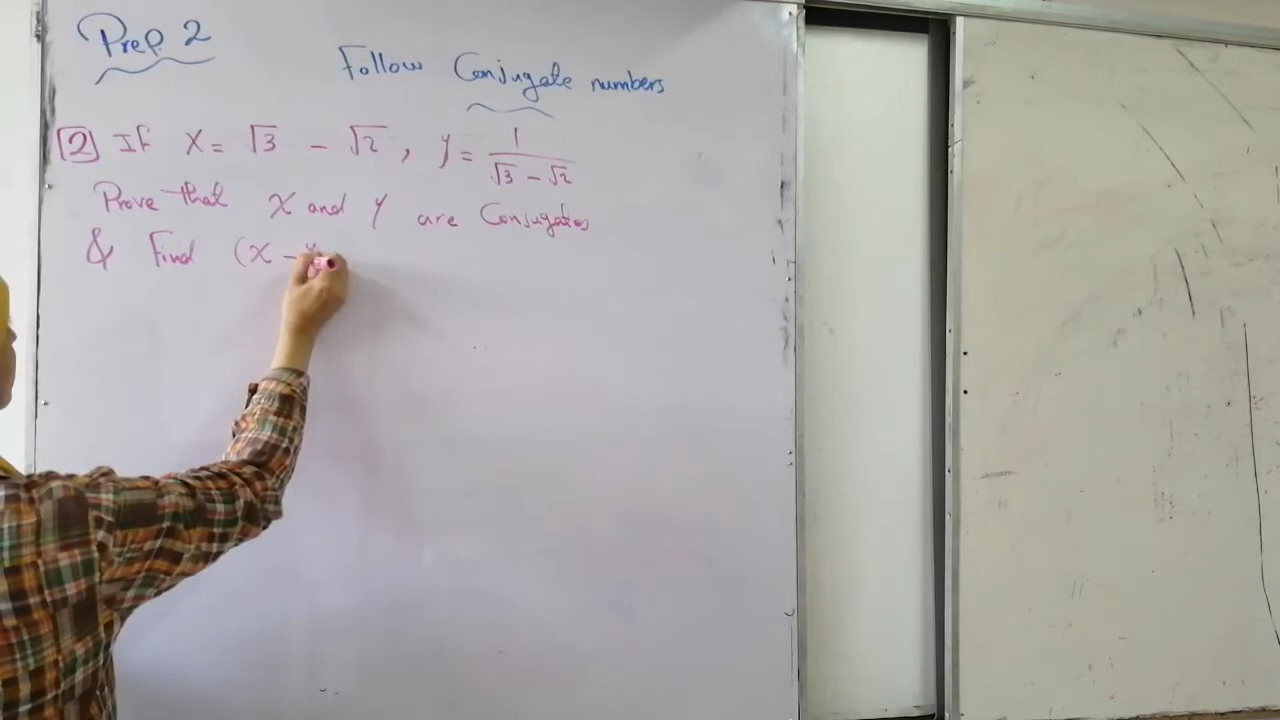 Prep 2
Follow Conjugate numbers
2 If X = √3 - √2, y = 1/(√3 - √2)
Prove that X and y are Conjugates
& Find (X - y